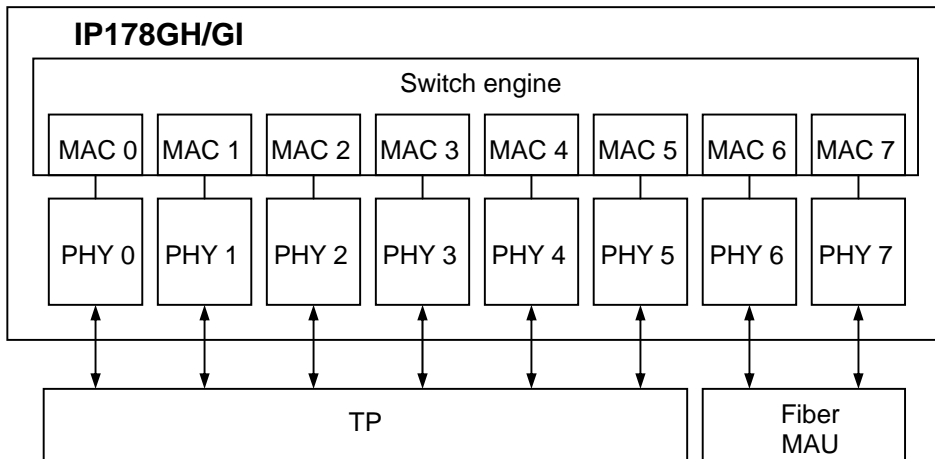 IP178GH/GI
Switch engine
MAC 0 MAC 1 MAC 2 MAC 3 MAC 4 MAC 5 MAC 6 MAC 7
PHY 0 PHY 1 PHY 2 PHY 3 PHY 4 PHY 5 PHY 6 PHY 7
TP
Fiber
MAU